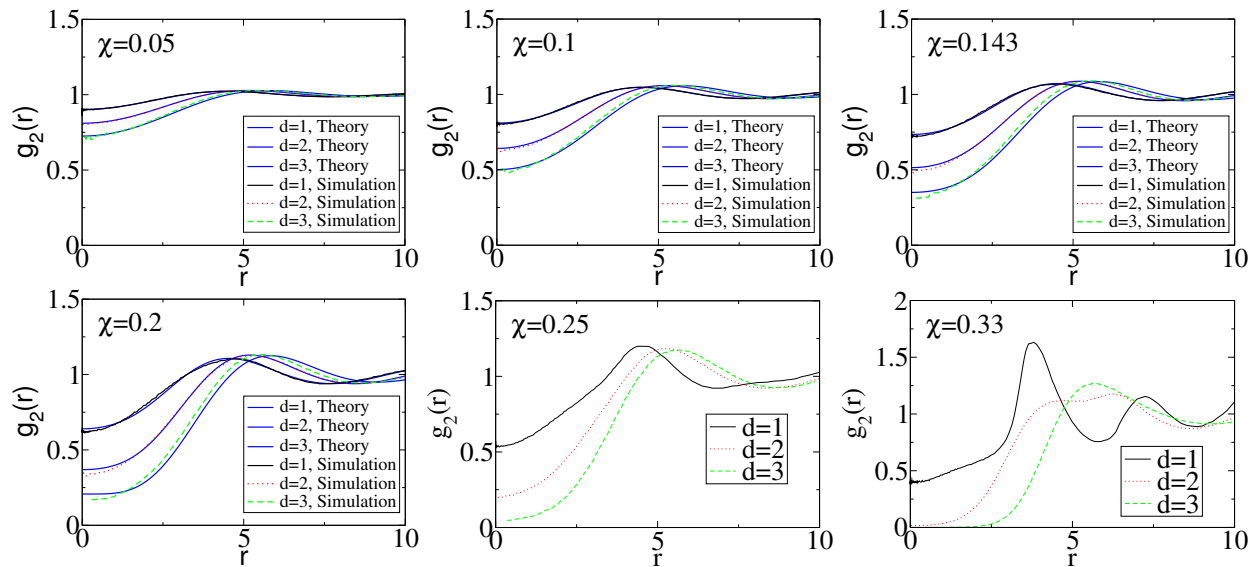 χ=0.05
g2(r)
1.5
1
0.5
0
d=1, Theory
d=2, Theory
d=3, Theory
d=1, Simulation
d=2, Simulation
d=3, Simulation
0 5 10
r
χ=0.1
g2(r)
1.5
1
0.5
0
d=1, Theory
d=2, Theory
d=3, Theory
d=1, Simulation
d=2, Simulation
d=3, Simulation
0 5 10
r
χ=0.143
g2(r)
1.5
1
0.5
0
d=1, Theory
d=2, Theory
d=3, Theory
d=1, Simulation
d=2, Simulation
d=3, Simulation
0 5 10
r
χ=0.2
g2(r)
1.5
1
0.5
0
d=1, Theory
d=2, Theory
d=3, Theory
d=1, Simulation
d=2, Simulation
d=3, Simulation
0 5 10
r
χ=0.25
g2(r)
1.5
1
0.5
0
d=1
d=2
d=3
0 5 10
r
χ=0.33
g2(r)
2
1.5
1
0.5
0
d=1
d=2
d=3
0 5 10
r